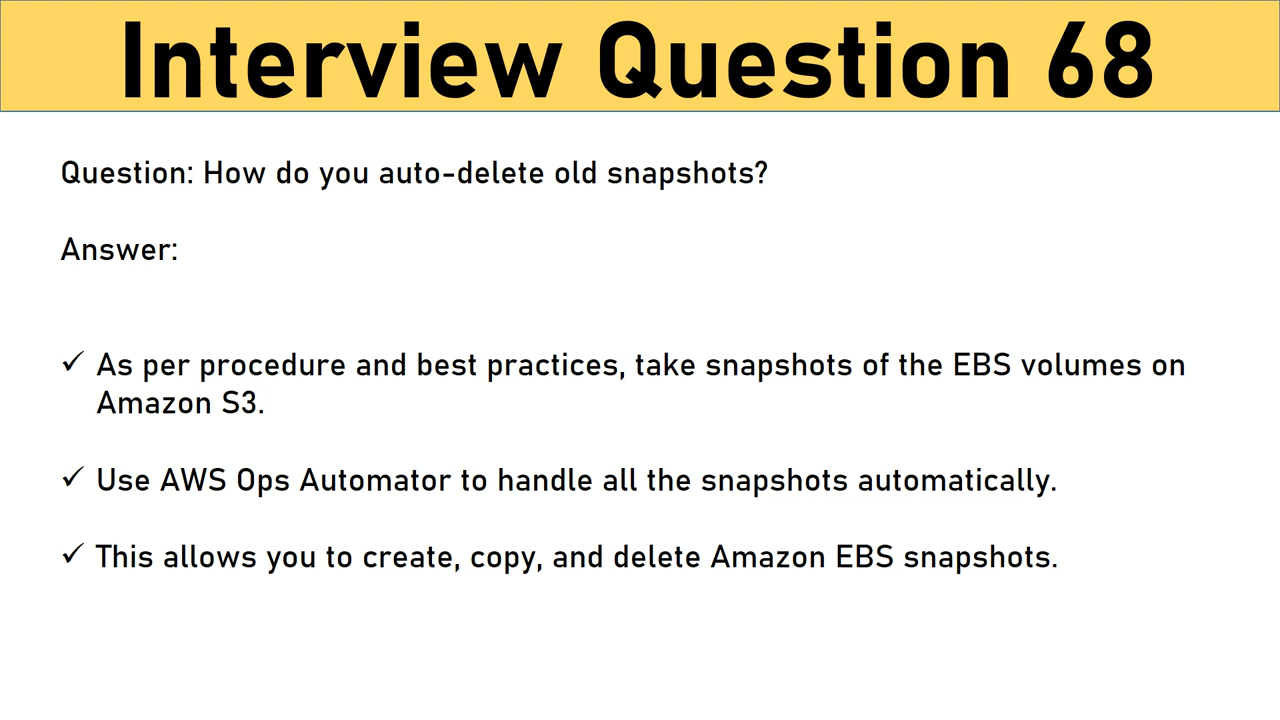 Interview Question 68
Question: How do you auto-delete old snapshots?
Answer:
✓ As per procedure and best practices, take snapshots of the EBS volumes on
Amazon S3.
✓ Use AWS Ops Automator to handle all the snapshots automatically.
✓ This allows you to create, copy, and delete Amazon EBS snapshots.